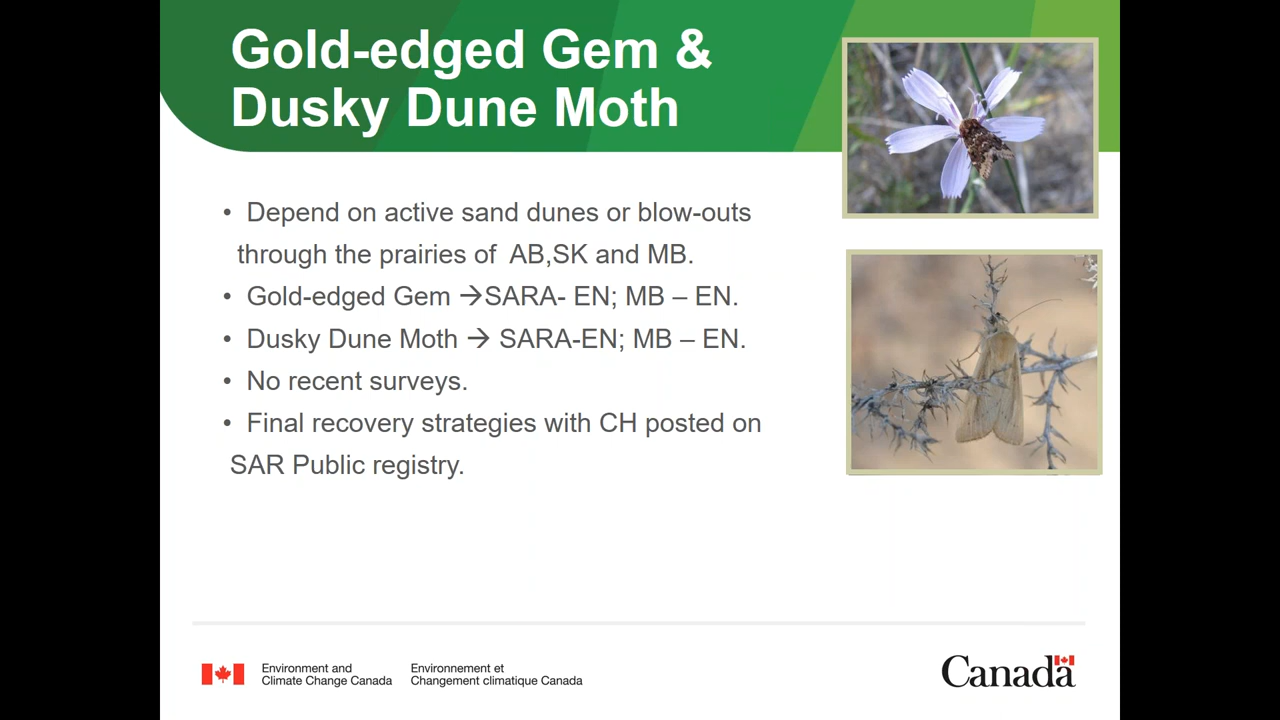 Gold-edged Gem &
Dusky Dune Moth
• Depend on active sand dunes or blow-outs
through the prairies of  AB,SK and MB.
• Gold-edged Gem →SARA- EN; MB – EN.
• Dusky Dune Moth → SARA-EN; MB – EN.
• No recent surveys.
• Final recovery strategies with CH posted on
SAR Public registry.
Environment and
Climate Change Canada
Environnement et
Changement climatique Canada
Canada